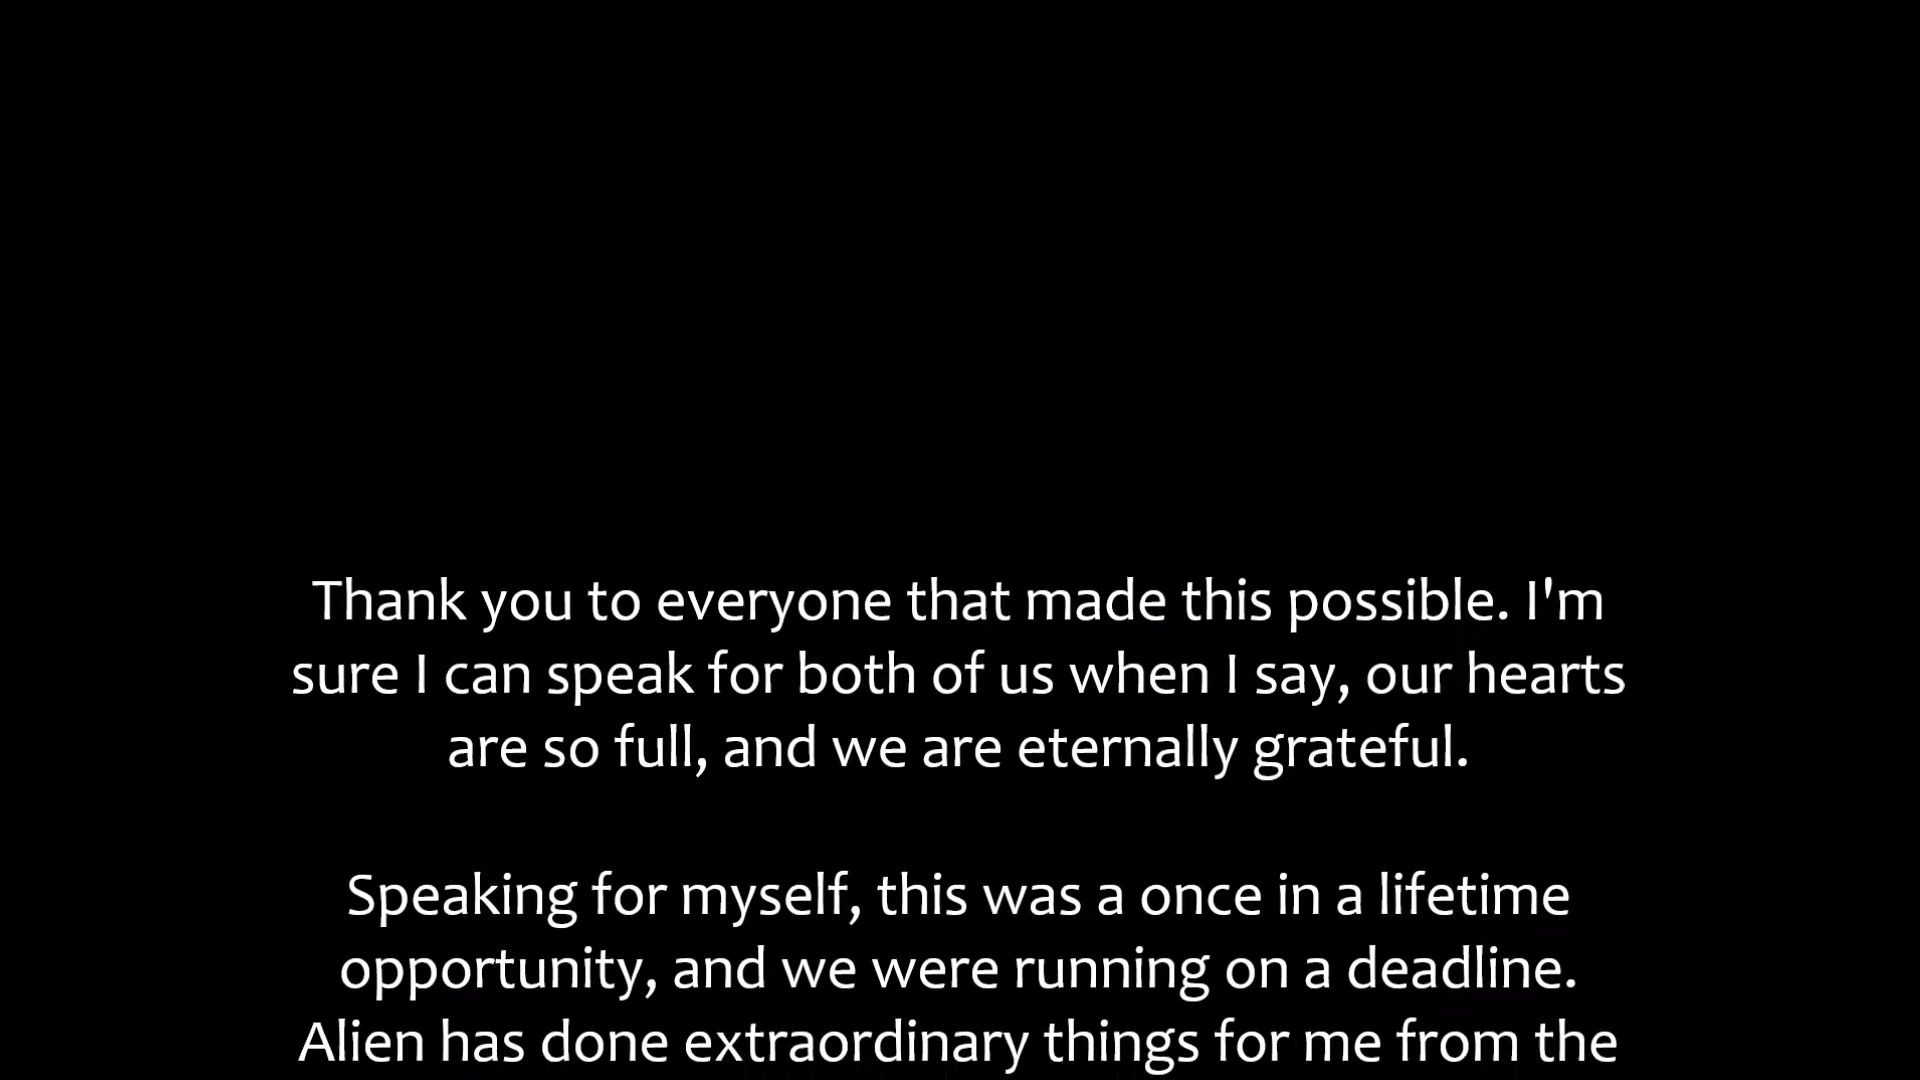 Thank you to everyone that made this possible. I'm
sure I can speak for both of us when I say, our hearts
are so full, and we are eternally grateful.
Speaking for myself, this was a once in a lifetime
opportunity, and we were running on a deadline.
Alien has done extraordinary things for me from the